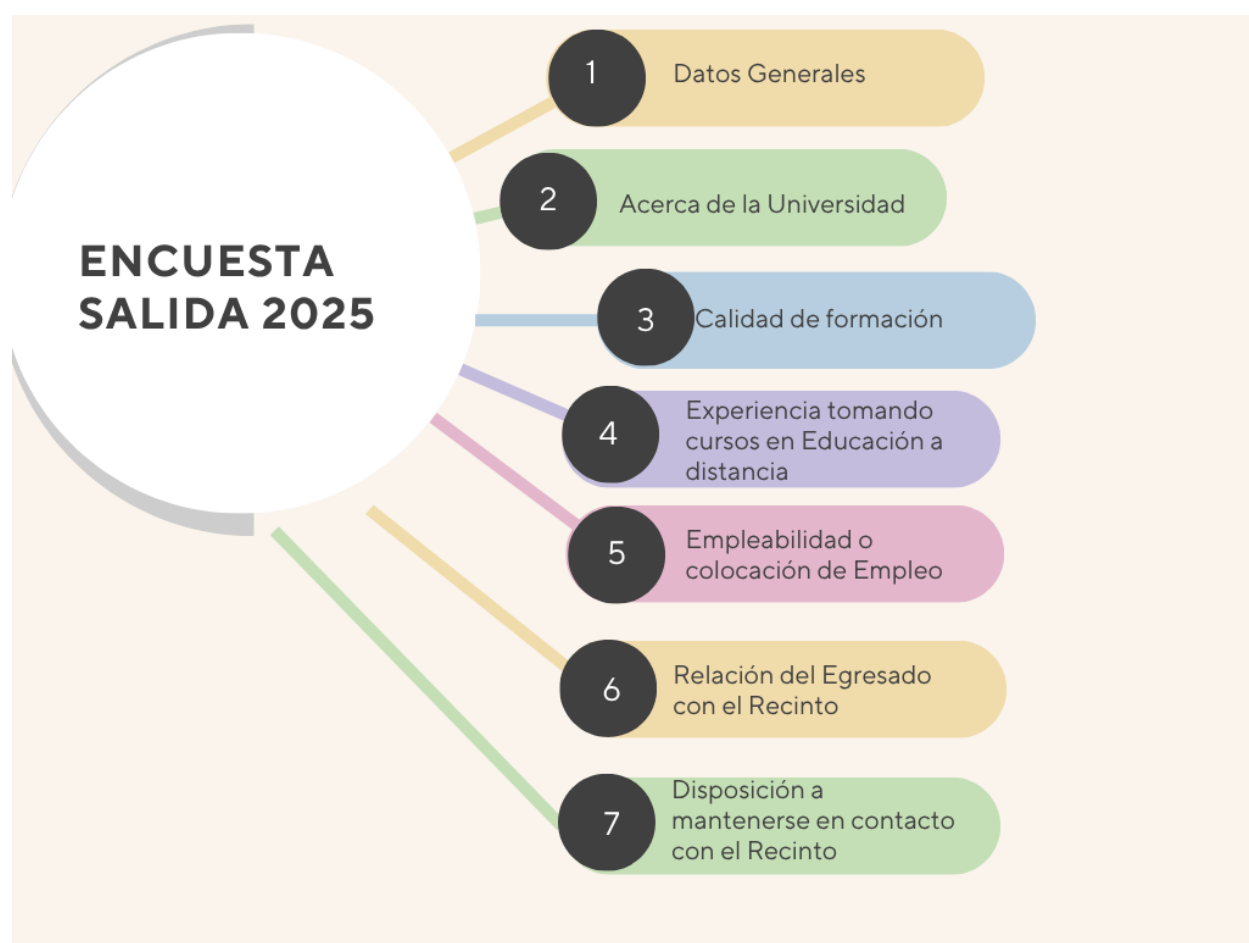 ENCUESTA
SALIDA 2025
1
Datos Generales
2
Acerca de la Universidad
3
Calidad de formación
4
Experiencia tomando
cursos en Educación a
distancia
5
Empleabilidad o
colocación de Empleo
6
Relación del Egresado
con el Recinto
7
Disposición a
mantenerse en contacto
con el Recinto